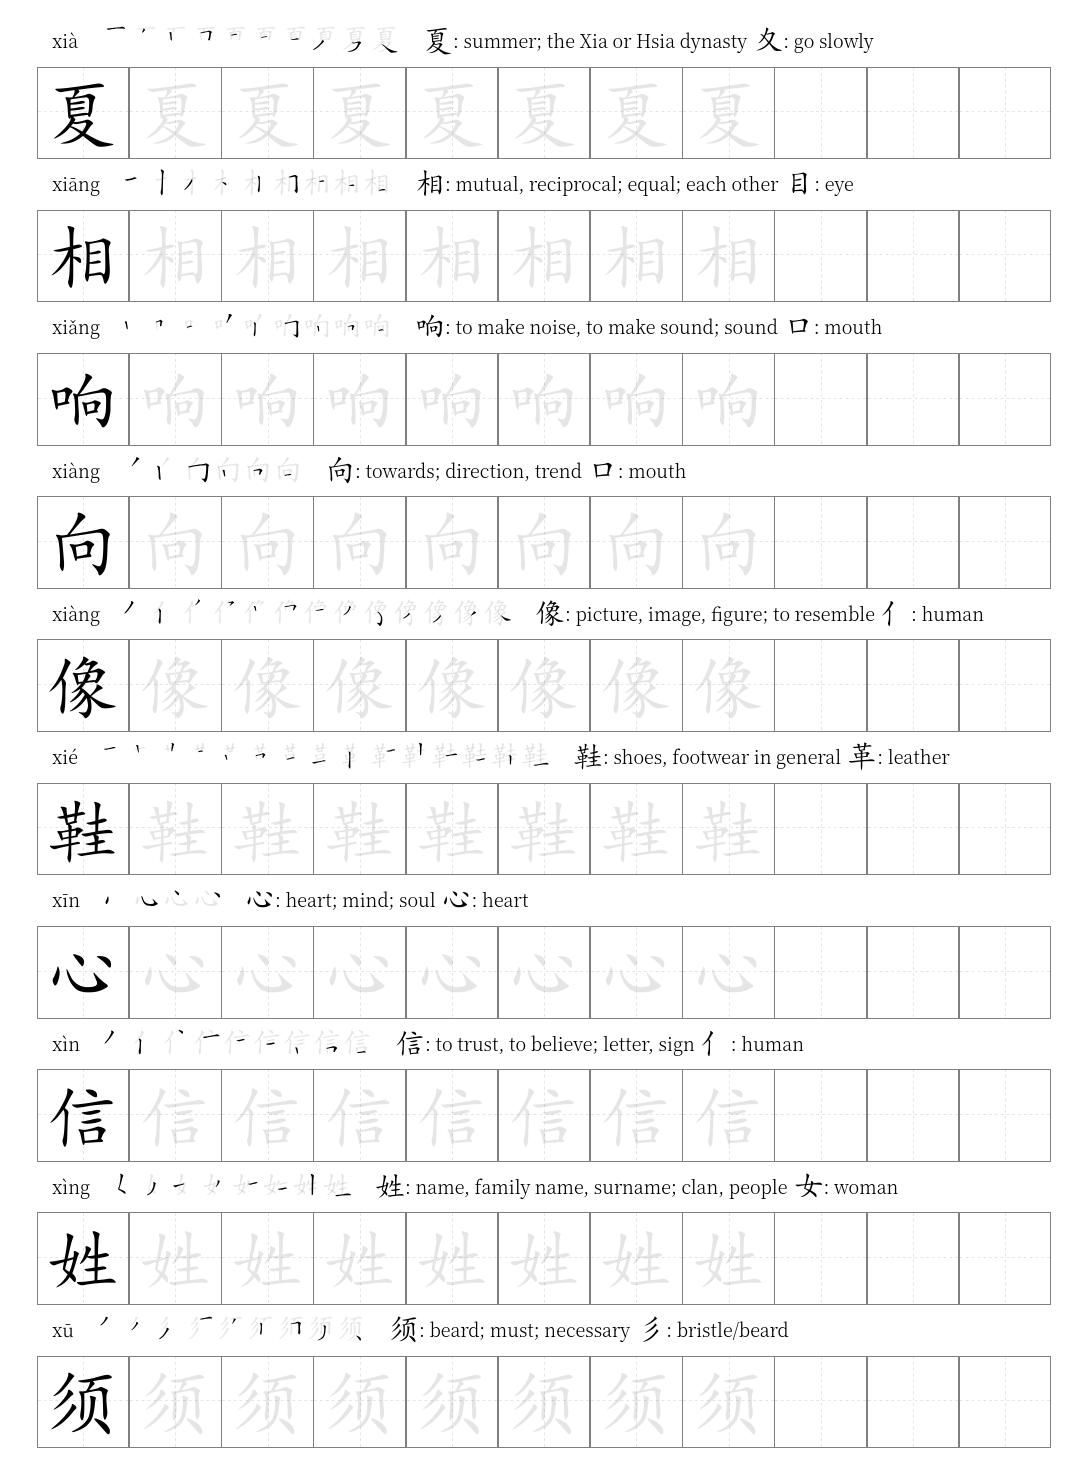 xià 夏: summer; the Xia or Hsia dynasty 夊: go slowly
夏 夏 夏 夏 夏 夏 夏 夏
xiāng 相: mutual, reciprocal; equal; each other 目: eye
相 相 相 相 相 相 相 相
xiǎng 响: to make noise, to make sound; sound 口: mouth
响 响 响 响 响 响 响 响
xiàng 向: towards; direction, trend 口: mouth
向 向 向 向 向 向 向 向
xiàng 像: picture, image, figure; to resemble 亻: human
像 像 像 像 像 像 像 像
xié 鞋: shoes, footwear in general 革: leather
鞋 鞋 鞋 鞋 鞋 鞋 鞋 鞋
xīn 心: heart; mind; soul 心: heart
心 心 心 心 心 心 心 心
xìn 信: to trust, to believe; letter, sign 亻: human
信 信 信 信 信 信 信 信
xìng 姓: name, family name, surname; clan, people 女: woman
姓 姓 姓 姓 姓 姓 姓 姓
xū 须: beard; must; necessary 彡: bristle/beard
须 须 须 须 须 须 须 须